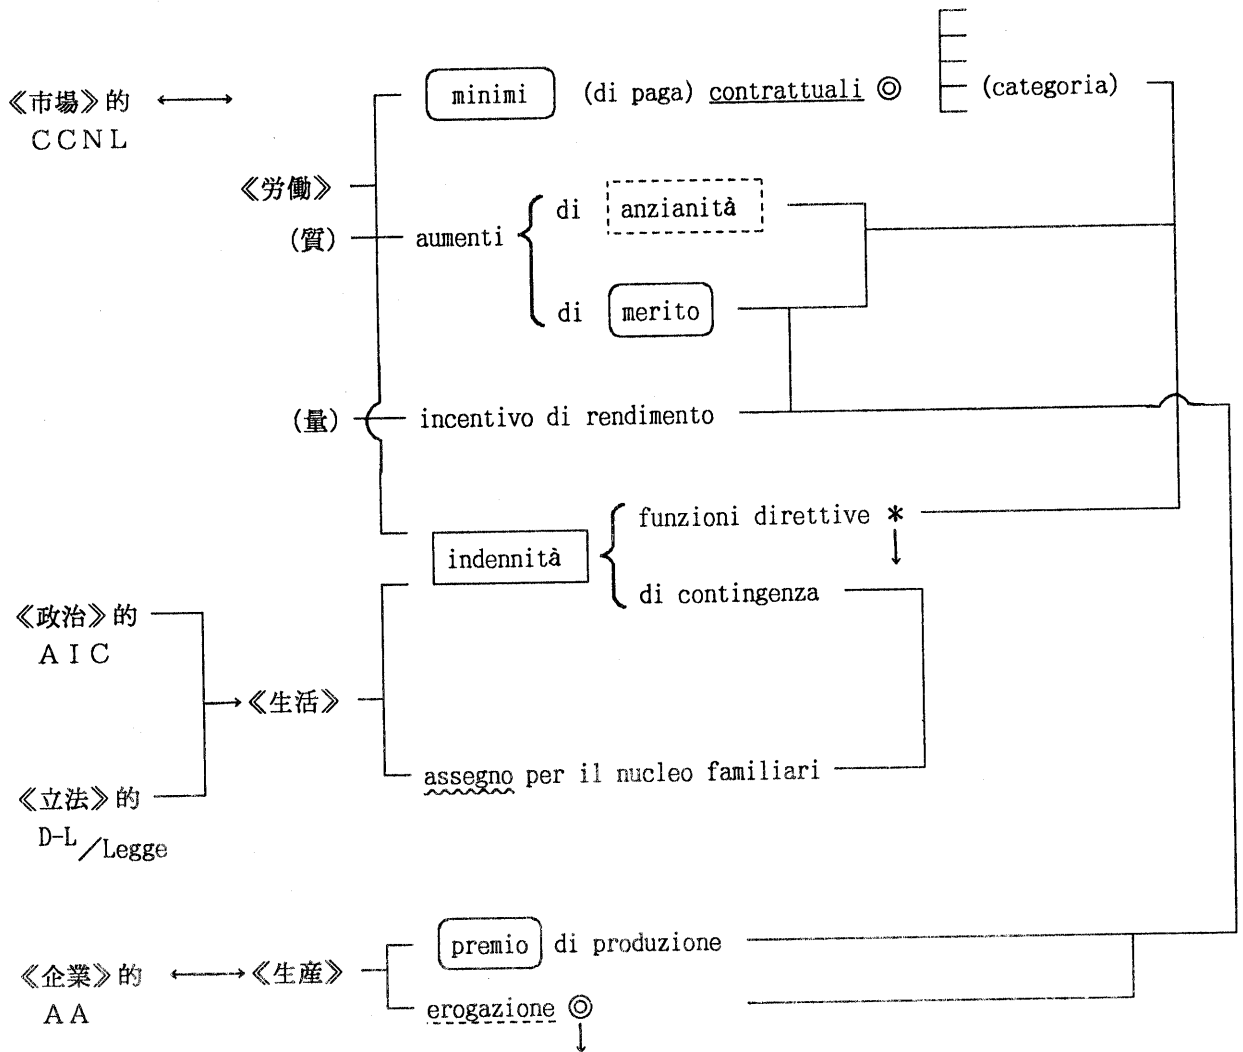 minimi (di paga) contrattuali ◎ (categoria)
《市場》的
CCNL
《労働》
di anzianità
(質) aumenti
di merito
(量) incentivo di rendimento
funzioni direttive *
indennità
di contingenza
《政治》的
AIC
《生活》
assegno per il nucleo familiari
《立法》的
D-L/Legge
premio di produzione
《企業》的 《生産》
AA
erogazione ◎